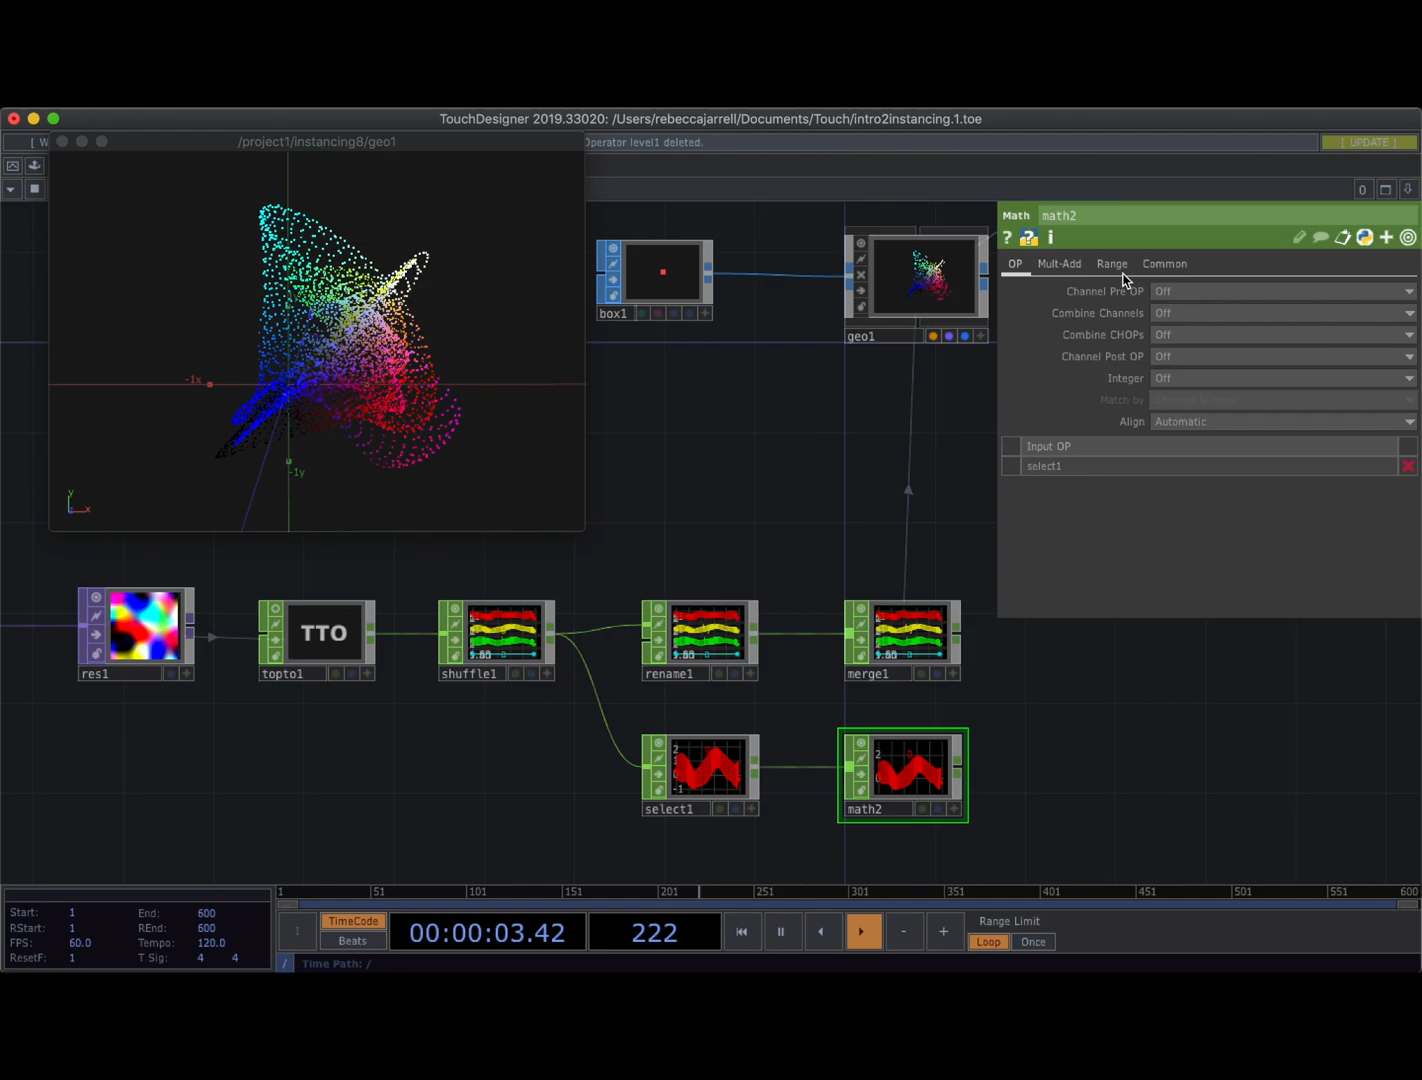 TouchDesigner 2019.33020: /Users/rebeccajarrell/Documents/Touch/intro2instancing.1.toe
[ W
/project1/instancing8/geo1
Operator level1 deleted.
[ UPDATE ]
0
Math math2
? ? i
OP Mult-Add Range Common
Channel Pre OP Off
Combine Channels Off
Combine CHOPs Off
Channel Post OP Off
Integer Off
Match by Channel Number
Align Automatic
Input OP
select1
-1x
-1y
y
x
box1
geo1
TTO
res1
topto1
shuffle1
rename1
merge1
select1
math2
1 51 101 151 201 251 301 351 401 451 501 551 600
Start: 1 End: 600
RStart: 1 REnd: 600
FPS: 60.0 Tempo: 120.0
ResetF: 1 T Sig: 4 4
TimeCode
Beats
00:00:03.42
222
- +
Range Limit
Loop Once
/ Time Path: /